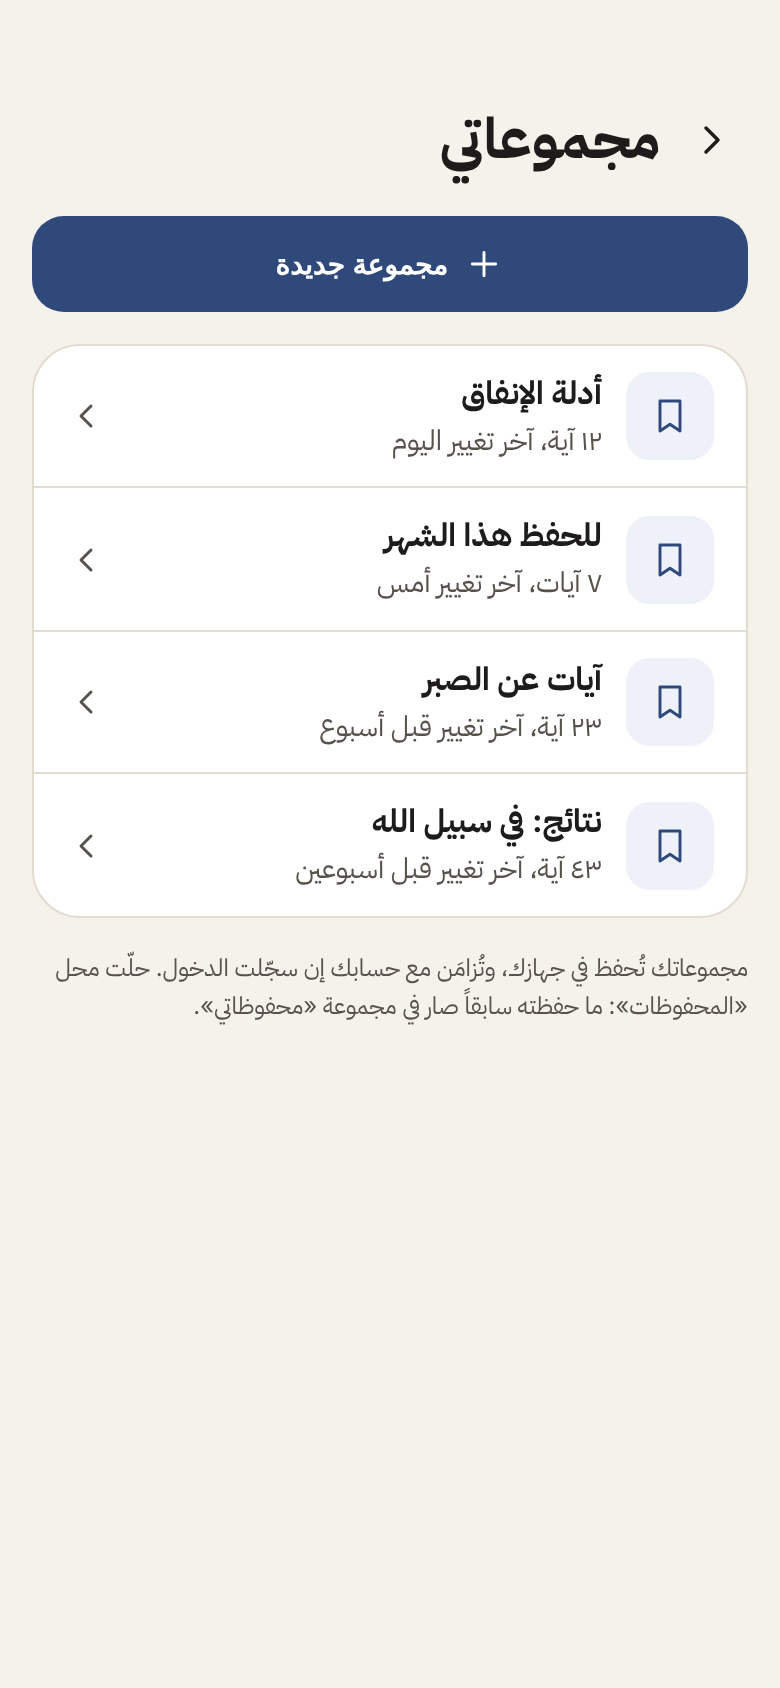 مجموعاتي
مجموعة جديدة
أدلة الإنفاق
١٢ آية، آخر تغيير اليوم
للحفظ هذا الشهر
٧ آيات، آخر تغيير أمس
آيات عن الصبر
٢٣ آية، آخر تغيير قبل أسبوع
نتائج: في سبيل الله
٤٣ آية، آخر تغيير قبل أسبوعين
مجموعاتك تُحفظ في جهازك، وتُزامَن مع حسابك إن سجّلت الدخول. حلّت محل
«المحفوظات»: ما حفظته سابقاً صار في مجموعة «محفوظاتي».